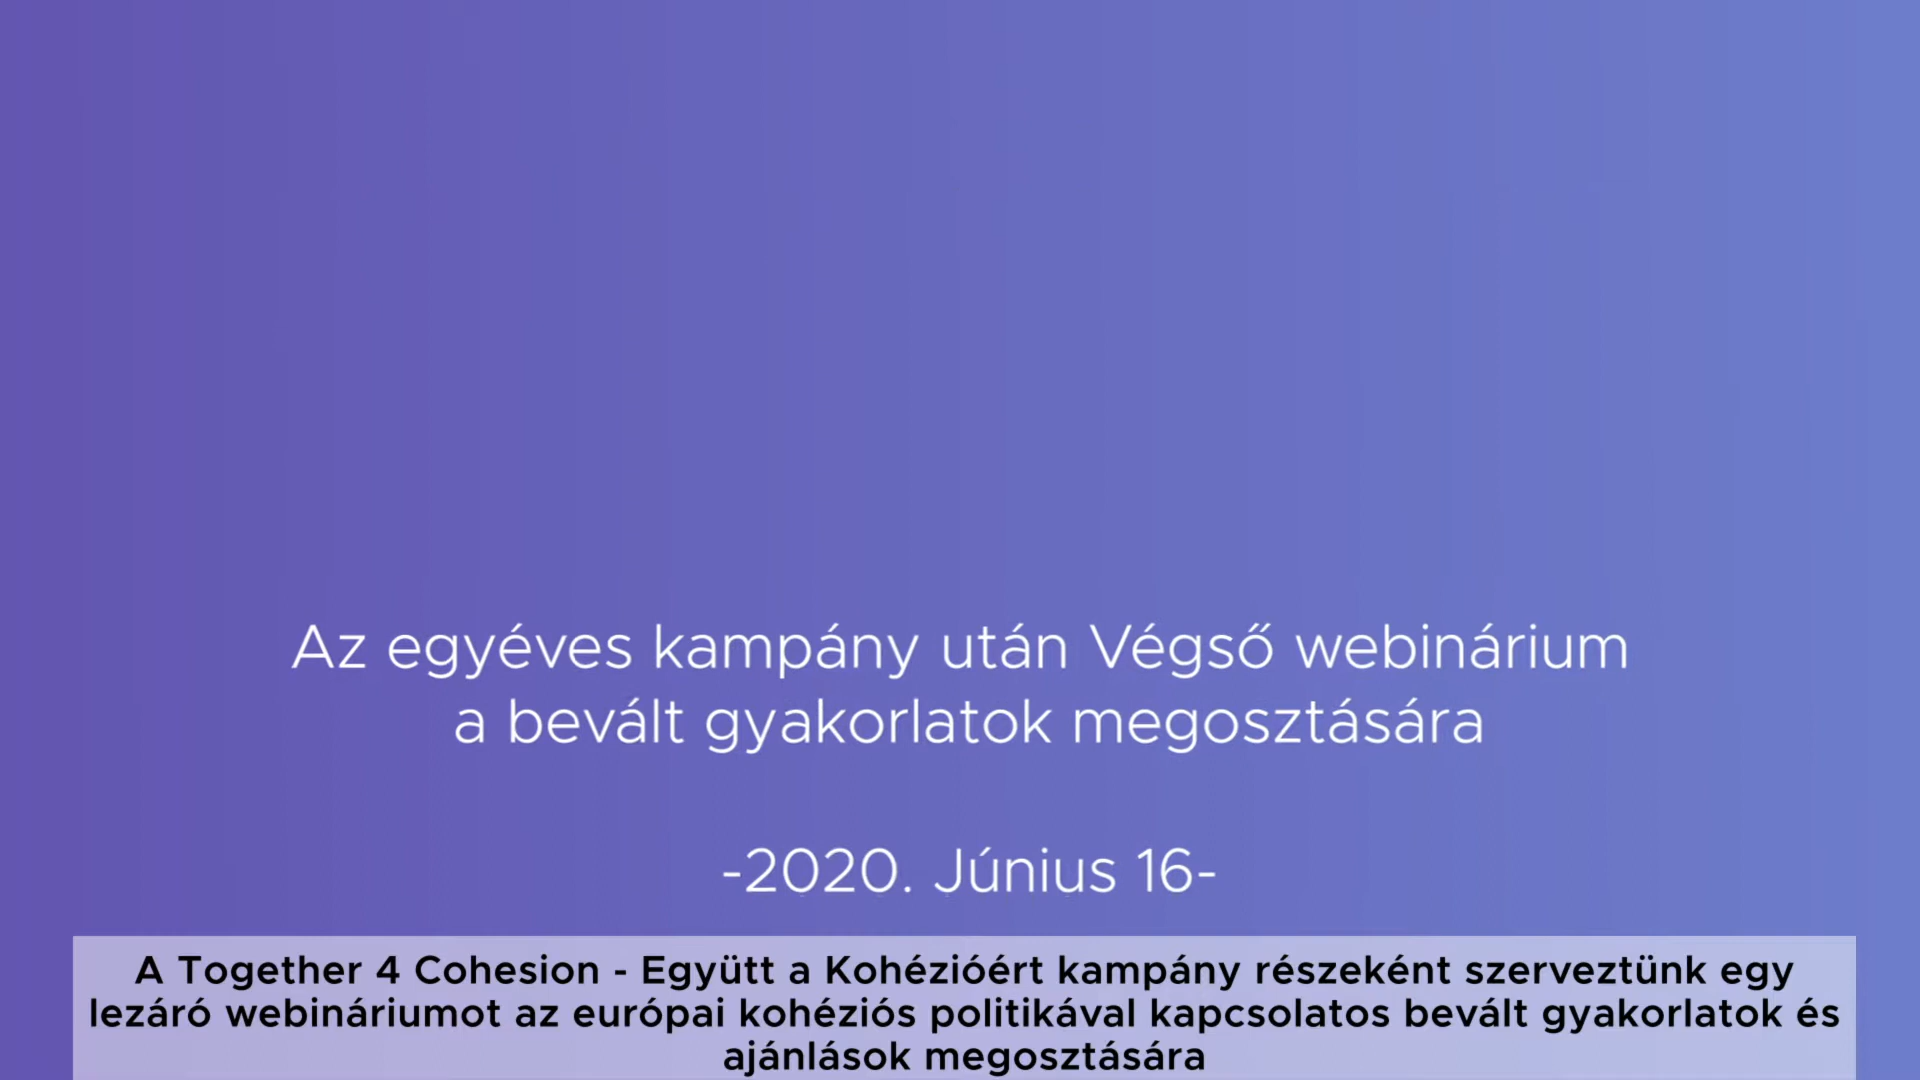 Az egyéves kampány után Végső webinárium
a bevált gyakorlatok megosztására
-2020. Június 16-
A Together 4 Cohesion - Együtt a Kohézióért kampány részeként szerveztünk egy
lezáró webináriumot az európai kohéziós politikával kapcsolatos bevált gyakorlatok és
ajánlások megosztására